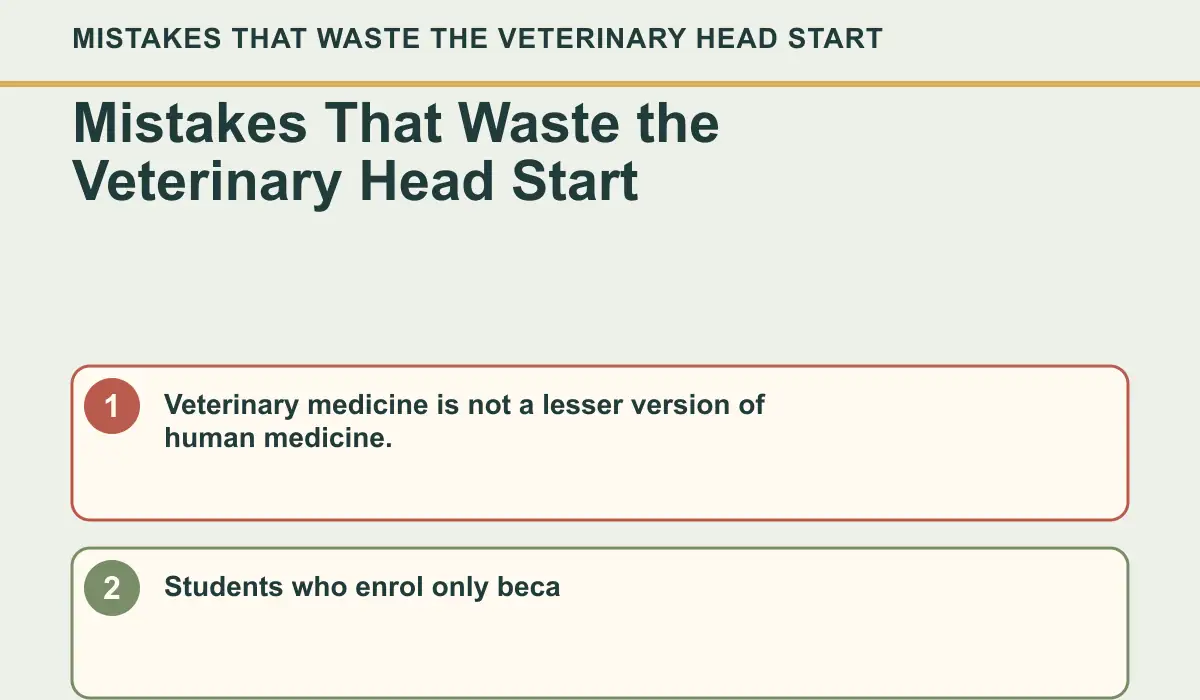 MISTAKES THAT WASTE THE VETERINARY HEAD START
Mistakes That Waste the
Veterinary Head Start
1
Veterinary medicine is not a lesser version of
human medicine.
2
Students who enrol only beca